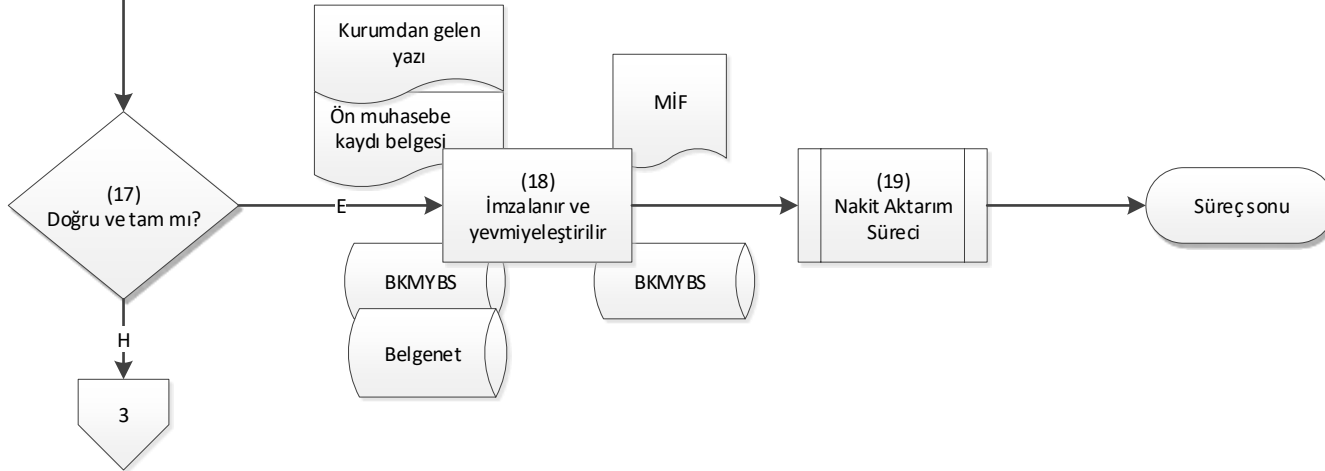 Kurumdan gelen
yazı
Ön muhasebe
kaydı belgesi
MİF
(17)
Doğru ve tam mı?
E
(18)
İmzalanır ve
yevmiyeleştirilir
(19)
Nakit Aktarım
Süreci
Süreç sonu
BKMYBS
BKMYBS
Belgenet
H
3